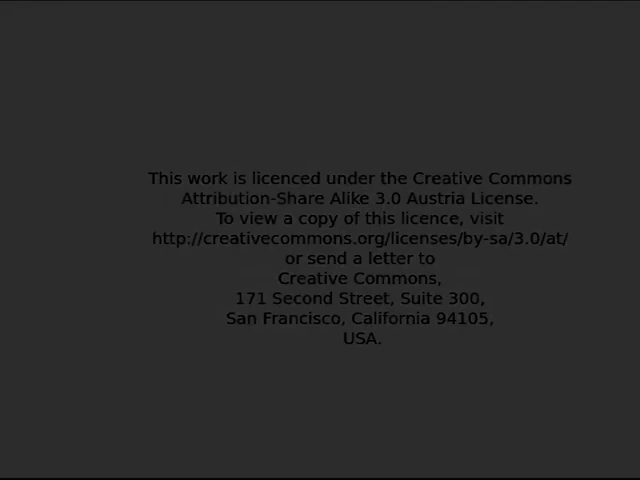 This work is licenced under the Creative Commons
Attribution-Share Alike 3.0 Austria License.
To view a copy of this licence, visit
http://creativecommons.org/licenses/by-sa/3.0/at/
or send a letter to
Creative Commons,
171 Second Street, Suite 300,
San Francisco, California 94105,
USA.